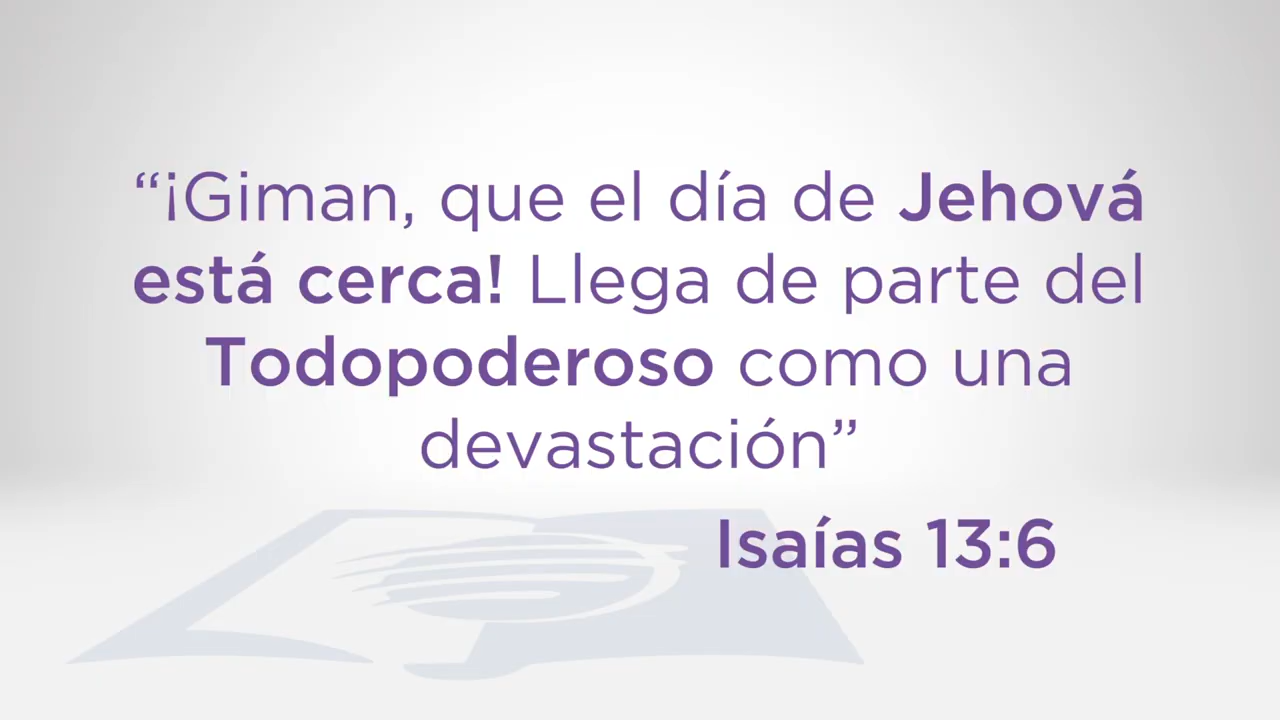 “¡Giman, que el día de Jehová
está cerca! Llega de parte del
Todopoderoso como una
devastación”
Isaías 13:6